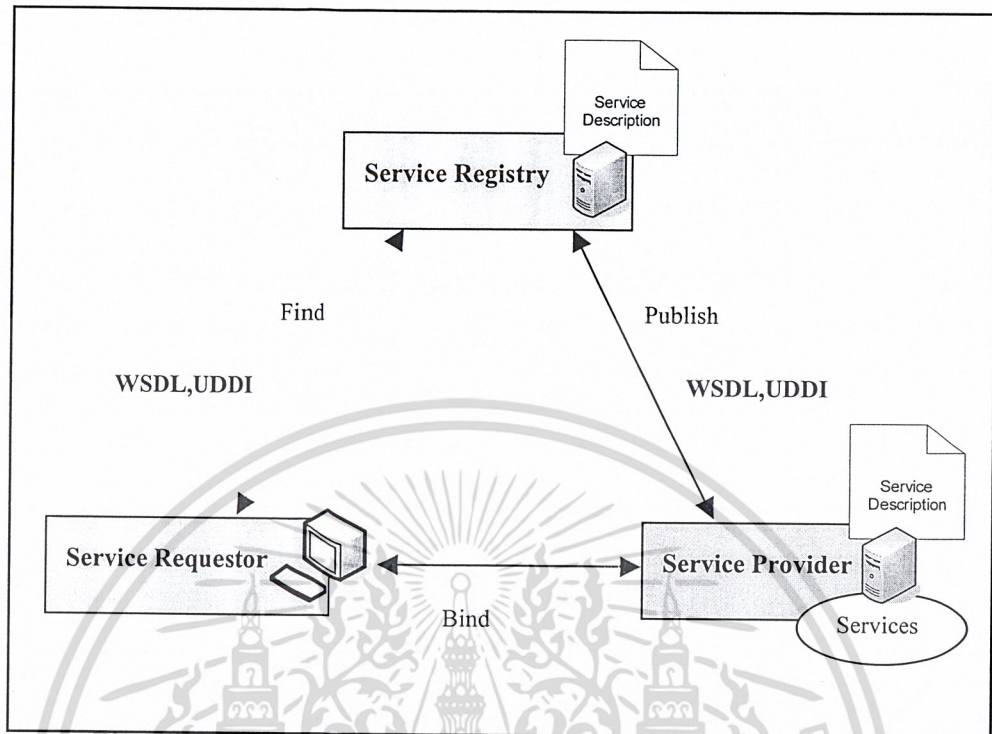 Service
Description
Service Registry
Find
Publish
WSDL,UDDI
WSDL,UDDI
Service
Description
Service Requestor
Service Provider
Bind
Services